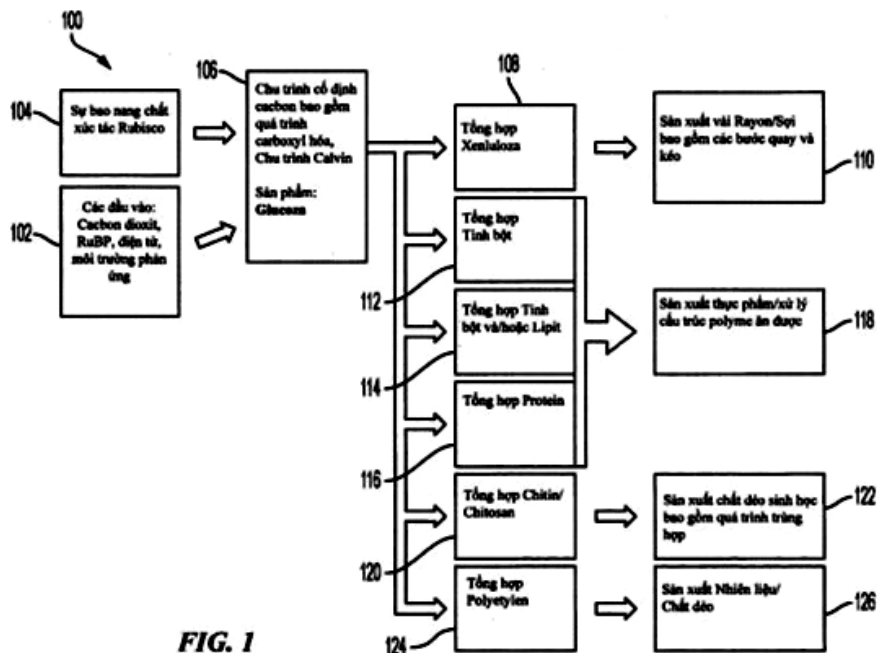 100
104
Sự bao nang chất
xúc tác Rubisco
102
Các đầu vào:
Cacbon dioxit,
RuBP, điện tử,
môi trường phản
ứng
106
Chu trình cố định
cacbon bao gồm
quá trình
carboxyl hóa,
Chu trình Calvin
Sản phẩm:
Glucoza
108
Tổng hợp
Xenluloza
Sản xuất vải Rayon/Sợi
bao gồm các bước quay và
kéo
110
Tổng hợp
Tinh bột
112
Tổng hợp Tinh
bột và/hoặc Lipit
114
Tổng hợp Protein
116
Sản xuất thực phẩm/xử lý
cấu trúc polyme ăn được
118
Tổng hợp Chitin/
Chitosan
120
Sản xuất chất dẻo sinh học
bao gồm quá trình trùng
hợp
122
Tổng hợp
Polyetylen
124
Sản xuất Nhiên liệu/
Chất dẻo
126
FIG. 1